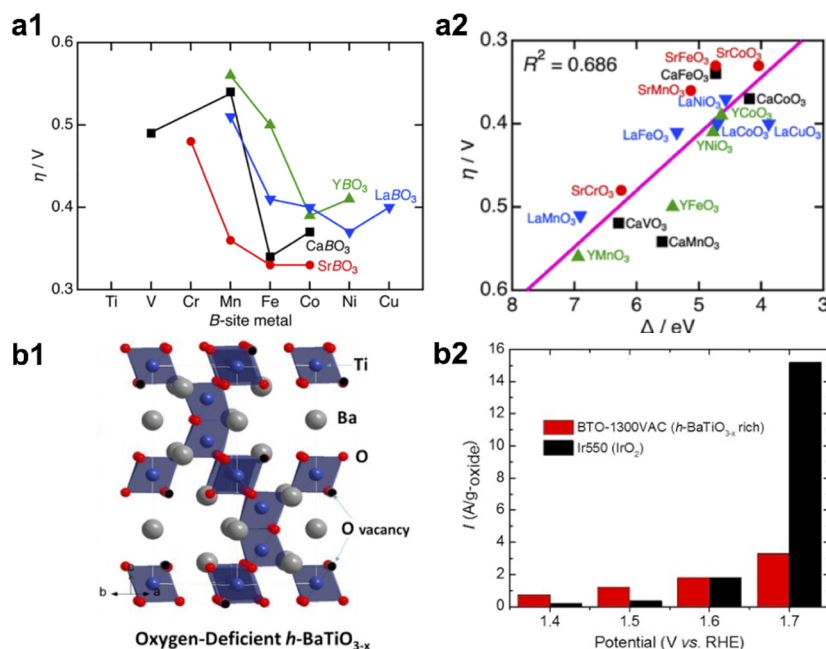 a1
0.6
0.5
0.4
0.3
η / V
YBO₃
LaBO₃
CaBO₃
SrBO₃
Ti V Cr Mn Fe Co Ni Cu
B-site metal
a2
0.3
0.4
0.5
0.6
η / V
R² = 0.686
SrFeO₃ SrCoO₃
CaFeO₃
SrMnO₃
LaNiO₃ CaCoO₃
YCoO₃
LaFeO₃ LaCoO₃ LaCuO₃
YNiO₃
SrCrO₃
YFeO₃
LaMnO₃
CaVO₃
CaMnO₃
YMnO₃
8 7 6 5 4 3
Δ / eV
b1
Ti
Ba
O
O vacancy
b a
Oxygen-Deficient h-BaTiO₃₋ₓ
b2
16
14
12
10
8
6
4
2
0
I (A/g-oxide)
BTO-1300VAC (h-BaTiO₃₋ₓ rich)
Ir550 (IrO₂)
1.4 1.5 1.6 1.7
Potential (V vs. RHE)